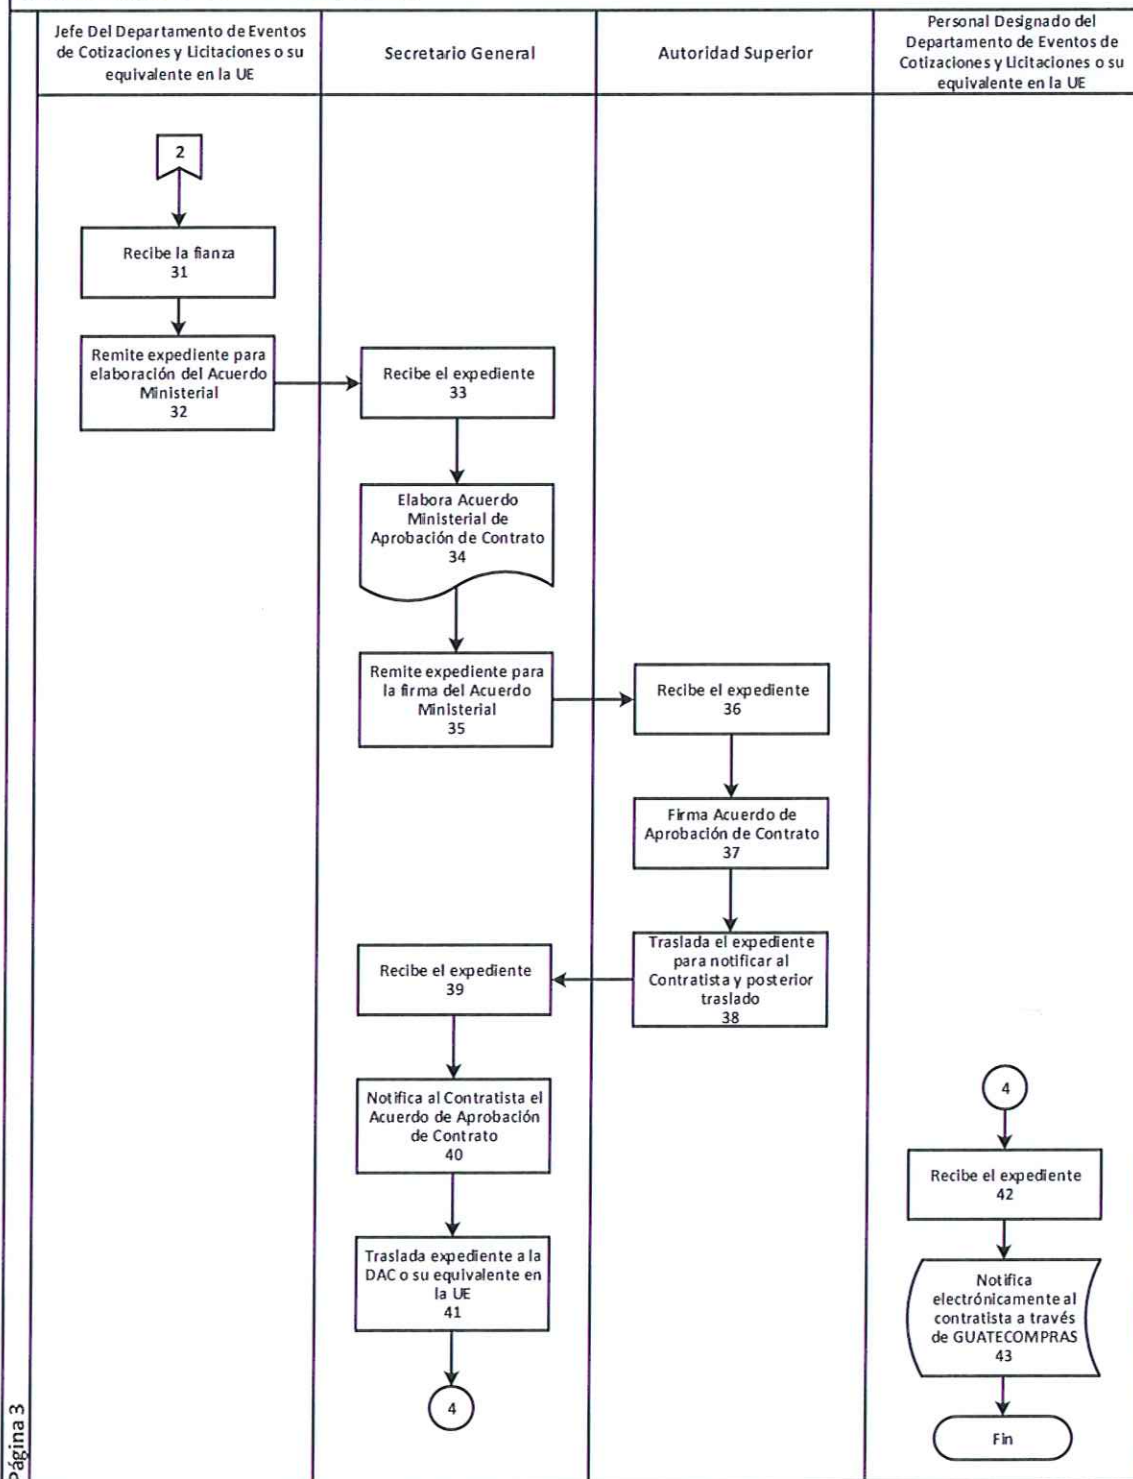 Jefe Del Departamento de Eventos
de Cotizaciones y Licitaciones o su
equivalente en la UE
Secretario General
Autoridad Superior
Personal Designado del
Departamento de Eventos de
Cotizaciones y Licitaciones o su
equivalente en la UE
2
Recibe la fianza
31
Remite expediente para
elaboración del Acuerdo
Ministerial
32
Recibe el expediente
33
Elabora Acuerdo
Ministerial de
Aprobación de Contrato
34
Remite expediente para
la firma del Acuerdo
Ministerial
35
Recibe el expediente
36
Firma Acuerdo de
Aprobación de Contrato
37
Traslada el expediente
para notificar al
Contratista y posterior
traslado
38
Recibe el expediente
39
Notifica al Contratista el
Acuerdo de Aprobación
de Contrato
40
Traslada expediente a la
DAC o su equivalente en
la UE
41
4
4
Recibe el expediente
42
Notifica
electrónicamente al
contratista a través
de GUATECOMPRAS
43
Fin
Página 3